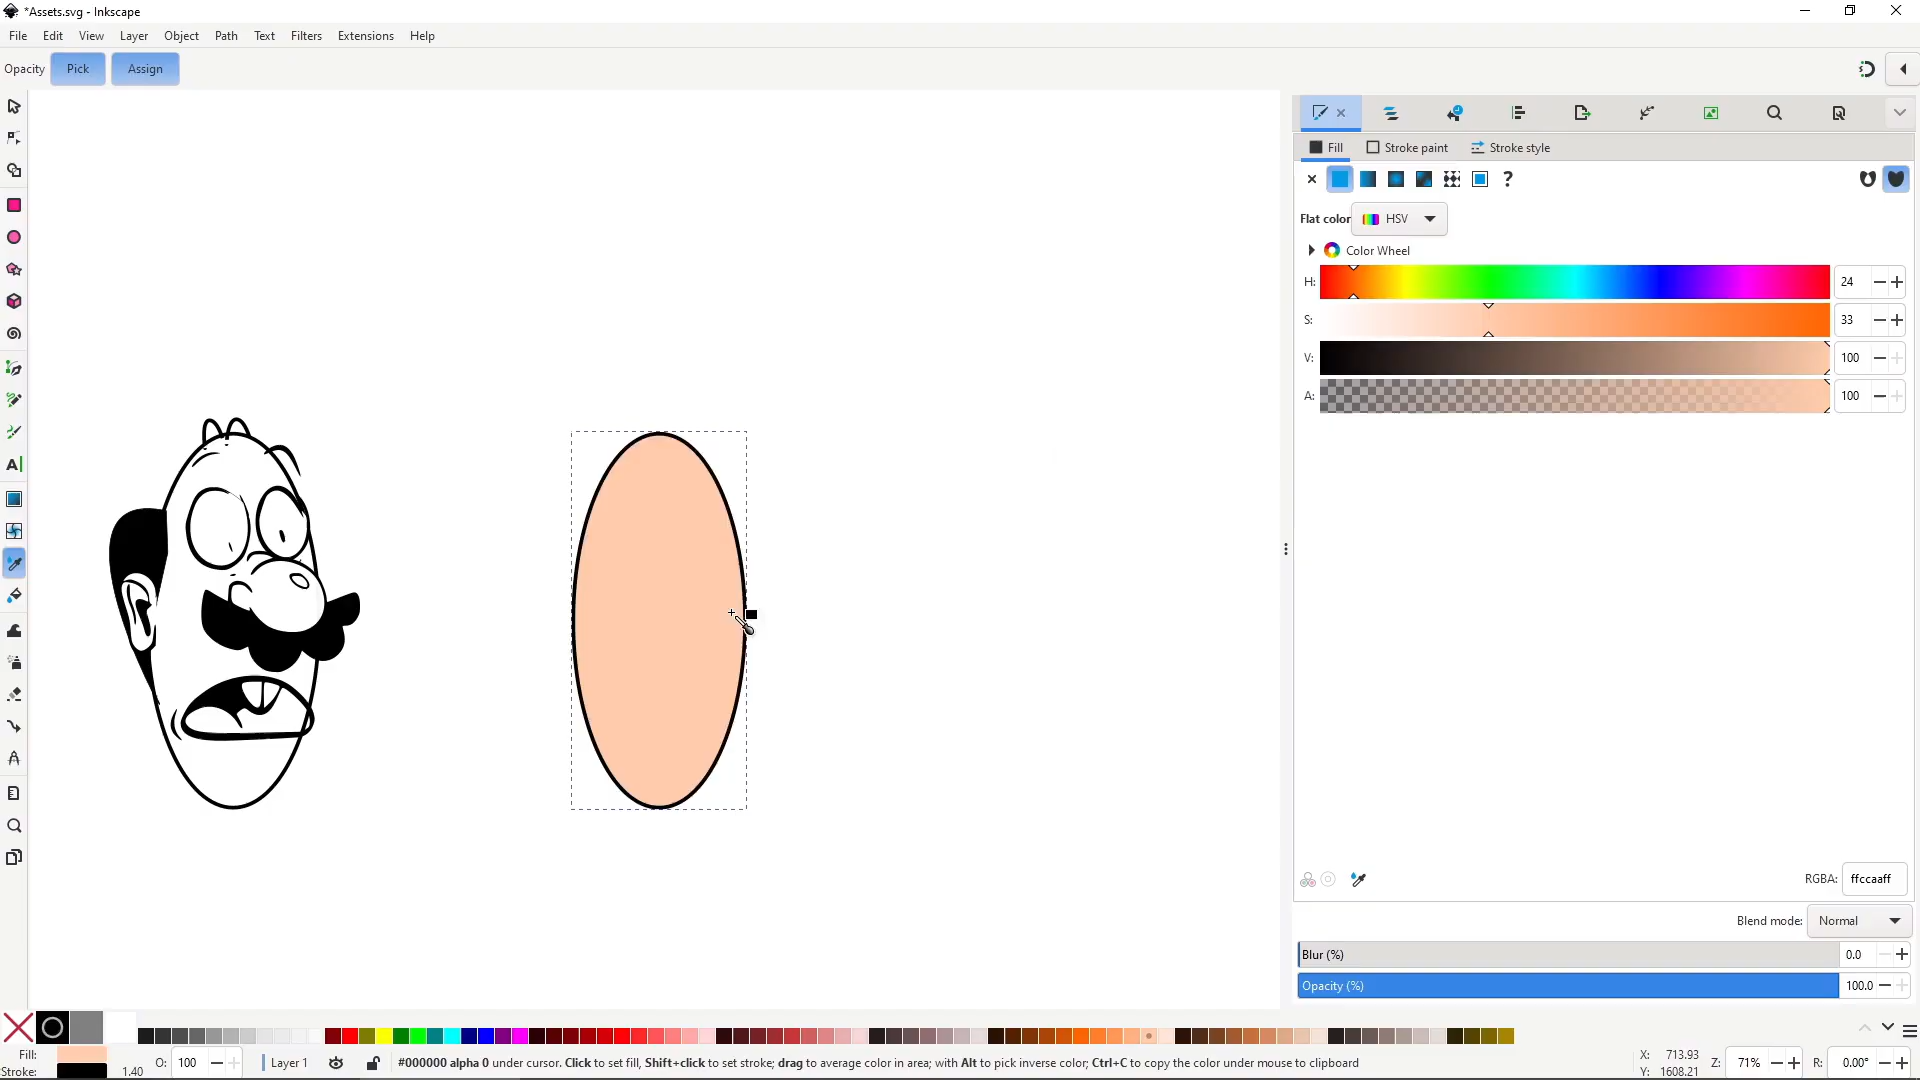 *Assets.svg - Inkscape
File Edit View Layer Object Path Text Filters Extensions Help
Opacity Pick Assign
Fill Stroke paint Stroke style
Flat color HSV
Color Wheel
H: 24
S: 33
V: 100
A: 100
RGBA: ffccaaff
Blend mode: Normal
Blur (%) 0.0
Opacity (%) 100.0
Fill:
Stroke: 1.40
O: 100
Layer 1
#000000 alpha 0 under cursor. Click to set fill, Shift+click to set stroke; drag to average color in area; with Alt to pick inverse color; Ctrl+C to copy the color under mouse to clipboard
X: 713.93
Y: 1608.21
Z: 71%
R: 0.00°